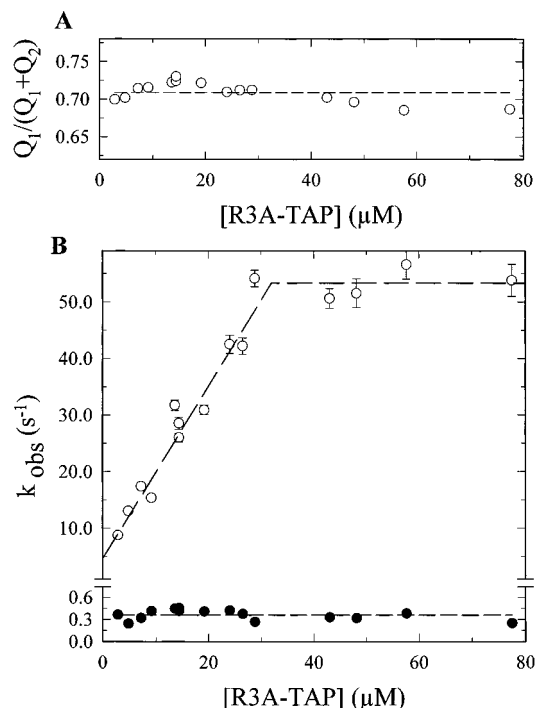 A
Q1/(Q1+Q2)
0.75
0.70
0.65
0 20 40 60 80
[R3A-TAP] (μM)
B
k obs (s-1)
50.0
40.0
30.0
20.0
10.0
0.6
0.3
0.0
0 20 40 60 80
[R3A-TAP] (μM)